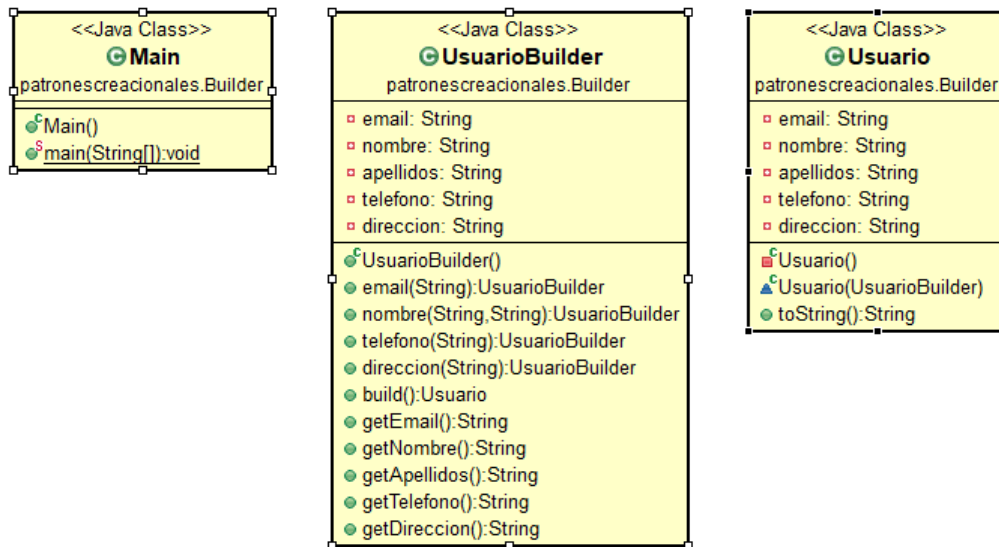 <<Java Class>>
Main
patronescreacionales.Builder
Main()
main(String[]):void
<<Java Class>>
UsuarioBuilder
patronescreacionales.Builder
email: String
nombre: String
apellidos: String
telefono: String
direccion: String
UsuarioBuilder()
email(String):UsuarioBuilder
nombre(String,String):UsuarioBuilder
telefono(String):UsuarioBuilder
direccion(String):UsuarioBuilder
build():Usuario
getEmail():String
getNombre():String
getApellidos():String
getTelefono():String
getDireccion():String
<<Java Class>>
Usuario
patronescreacionales.Builder
email: String
nombre: String
apellidos: String
telefono: String
direccion: String
Usuario()
Usuario(UsuarioBuilder)
toString():String